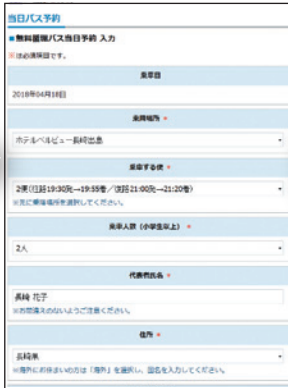 当日バス予約
■無料循環バス当日予約 入力
※は必須項目です。
乗車日
2018年04月18日
乗降場所 *
ホテルベルビュー長崎出島
乗車する便 *
2便(往路19:30発→19:55着/復路21:00発→21:20着)
※先に乗降場所を選択してください。
乗車人数 (小学生以上) *
2人
代表者氏名 *
長崎 花子
※お間違えのないようご注意ください。
住所 *
長崎県
※海外にお住まいの方は「海外」を選択し、国名を入力してください。